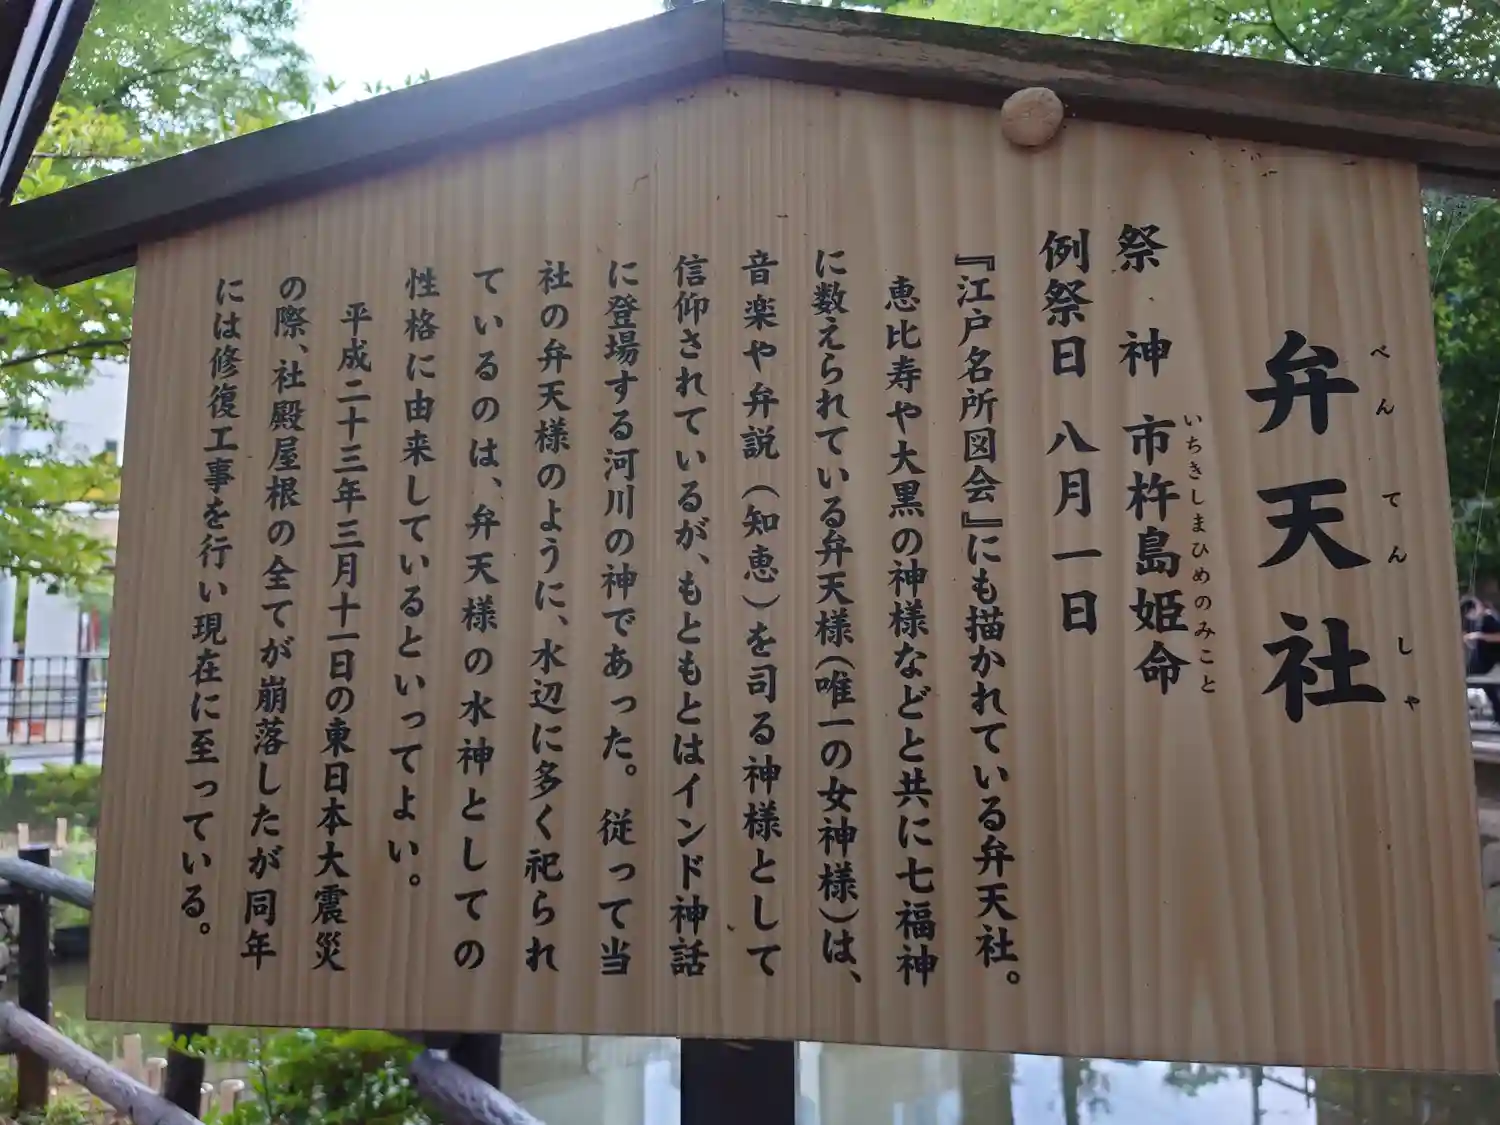 弁天社
べんてんしゃ
祭 神 市杵島姫命
いちきしまひめのみこと
例祭日 八月一日
『江戸名所図会』にも描かれている弁天社。
恵比寿や大黒の神様などと共に七福神
に数えられている弁天様(唯一の女神様)は、
音楽や弁説(知恵)を司る神様として
信仰されているが、もともとはインド神話
に登場する河川の神であった。従って当
社の弁天様のように、水辺に多く祀られ
ているのは、弁天様の水神としての
性格に由来しているといってよい。
平成二十三年三月十一日の東日本大震災
の際、社殿屋根の全てが崩落したが同年
には修復工事を行い現在に至っている。